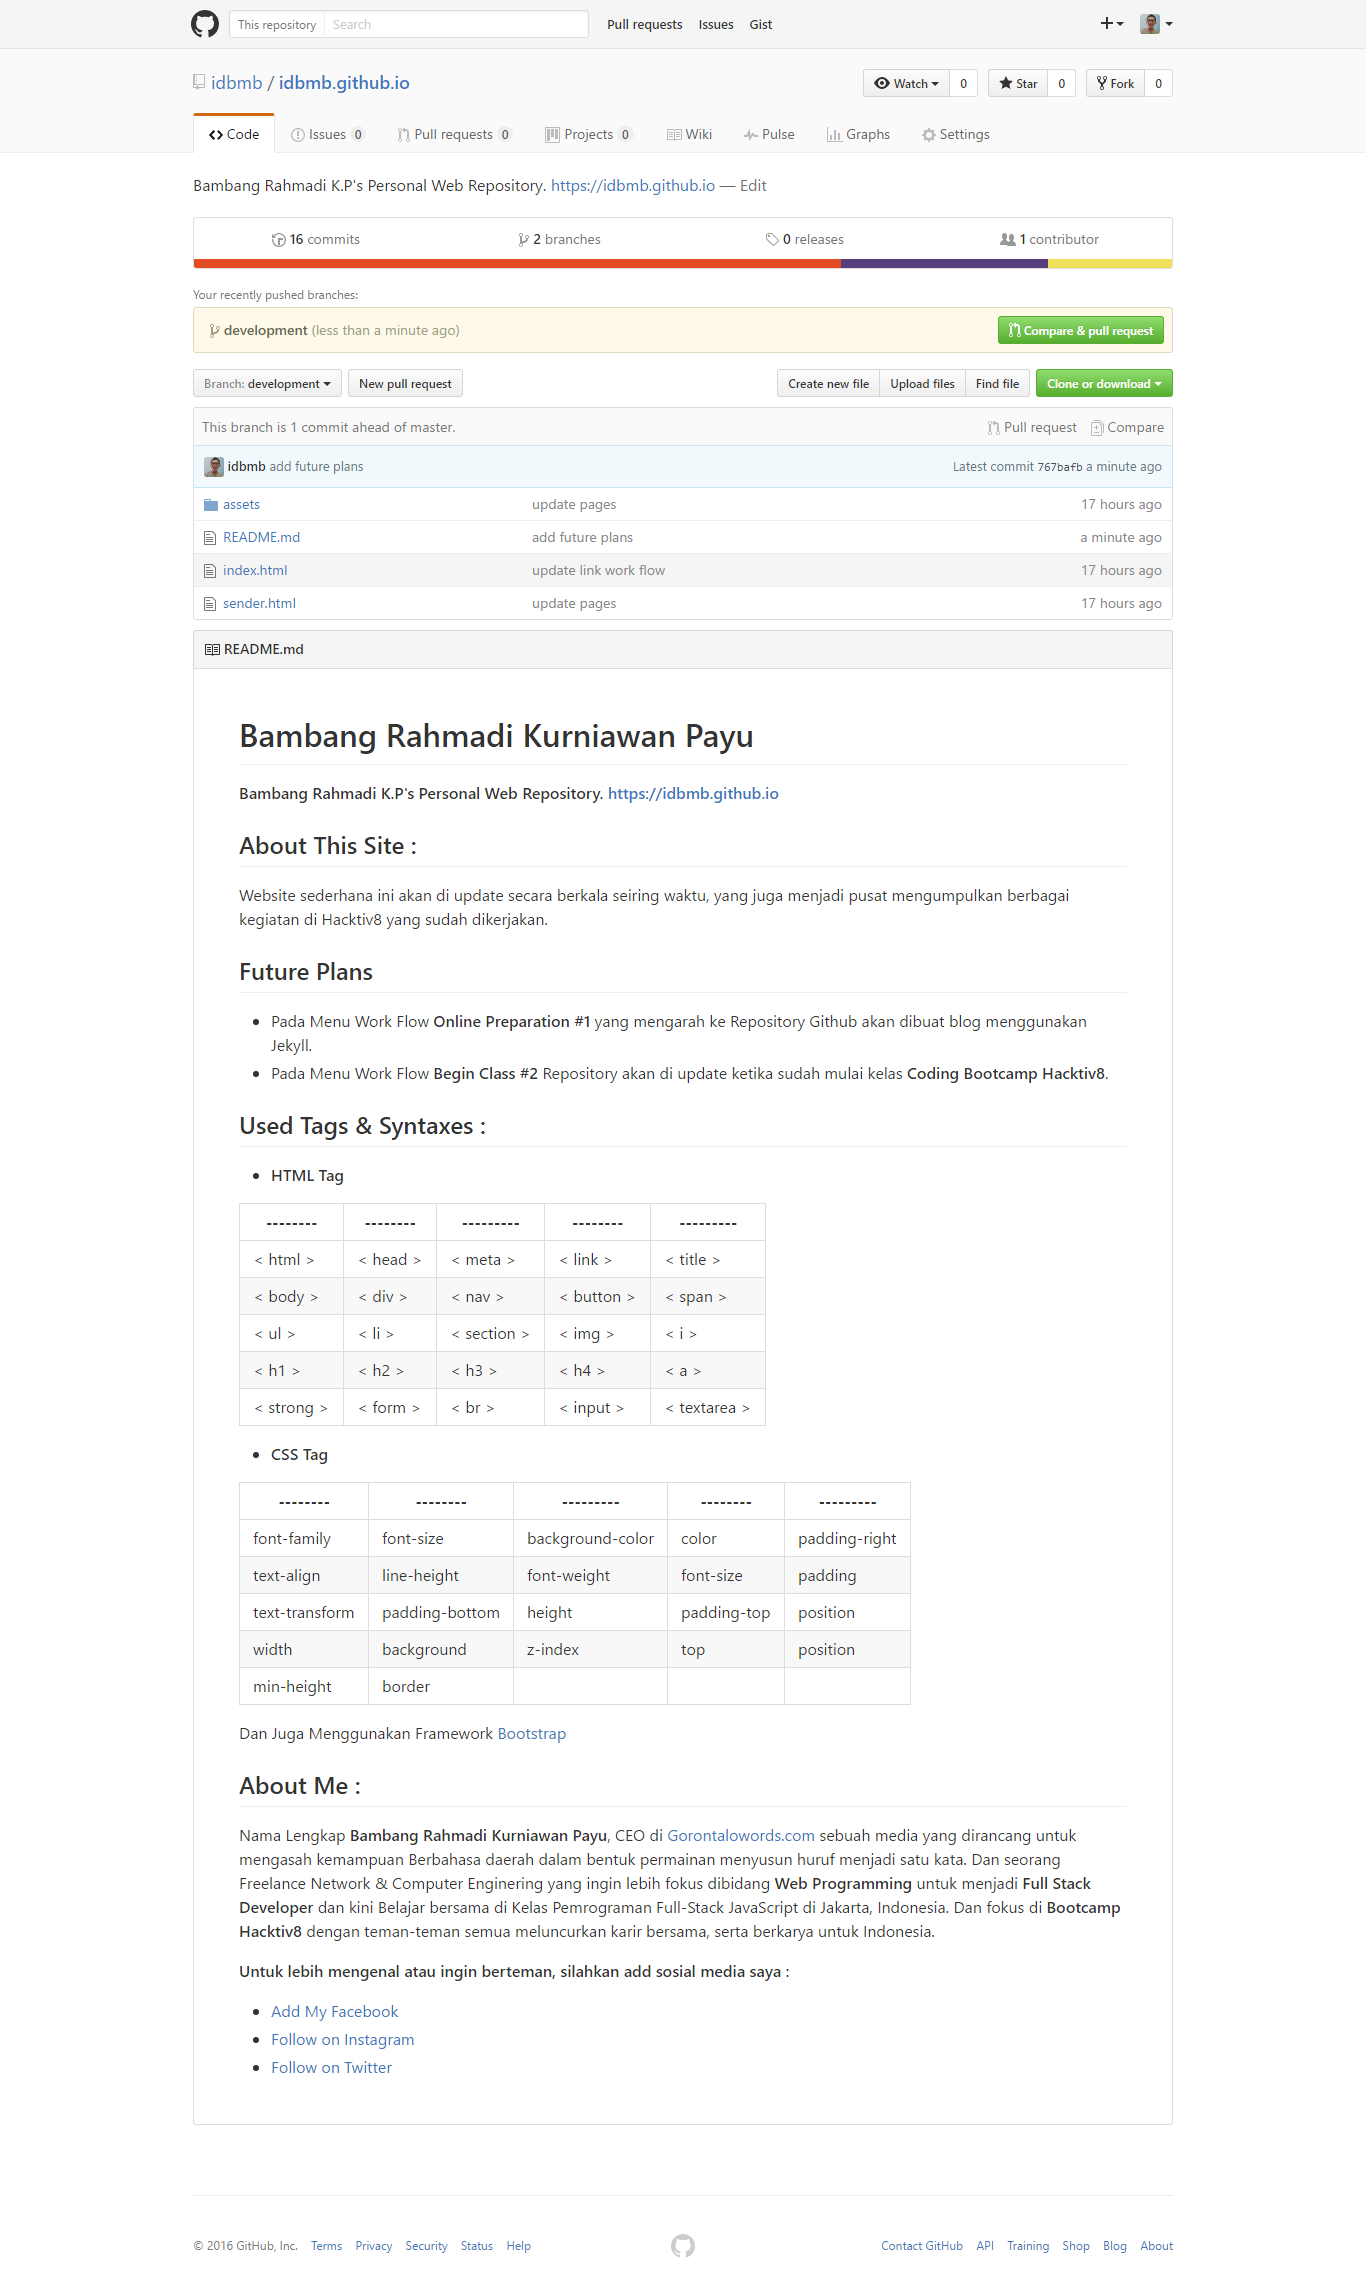 This repository Search Pull requests Issues Gist
idbmb / idbmb.github.io Watch 0 Star 0 Fork 0
Code Issues 0 Pull requests 0 Projects 0 Wiki Pulse Graphs Settings
Bambang Rahmadi K.P's Personal Web Repository. https://idbmb.github.io — Edit
16 commits 2 branches 0 releases 1 contributor
Your recently pushed branches:
development (less than a minute ago) Compare & pull request
Branch: development New pull request Create new file Upload files Find file Clone or download
This branch is 1 commit ahead of master. Pull request Compare
idbmb add future plans Latest commit 767bafb a minute ago
assets update pages 17 hours ago
README.md add future plans a minute ago
index.html update link work flow 17 hours ago
sender.html update pages 17 hours ago
README.md
Bambang Rahmadi Kurniawan Payu
Bambang Rahmadi K.P's Personal Web Repository. https://idbmb.github.io
About This Site :
Website sederhana ini akan di update secara berkala seiring waktu, yang juga menjadi pusat mengumpulkan berbagai
kegiatan di Hacktiv8 yang sudah dikerjakan.
Future Plans
• Pada Menu Work Flow Online Preparation #1 yang mengarah ke Repository Github akan dibuat blog menggunakan
Jekyll.
• Pada Menu Work Flow Begin Class #2 Repository akan di update ketika sudah mulai kelas Coding Bootcamp Hacktiv8.
Used Tags & Syntaxes :
• HTML Tag
-------- -------- --------- -------- ---------
< html > < head > < meta > < link > < title >
< body > < div > < nav > < button > < span >
< ul > < li > < section > < img > < i >
< h1 > < h2 > < h3 > < h4 > < a >
< strong > < form > < br > < input > < textarea >
• CSS Tag
-------- -------- --------- -------- ---------
font-family font-size background-color color padding-right
text-align line-height font-weight font-size padding
text-transform padding-bottom height padding-top position
width background z-index top position
min-height border
Dan Juga Menggunakan Framework Bootstrap
About Me :
Nama Lengkap Bambang Rahmadi Kurniawan Payu, CEO di Gorontalowords.com sebuah media yang dirancang untuk
mengasah kemampuan Berbahasa daerah dalam bentuk permainan menyusun huruf menjadi satu kata. Dan seorang
Freelance Network & Computer Enginering yang ingin lebih fokus dibidang Web Programming untuk menjadi Full Stack
Developer dan kini Belajar bersama di Kelas Pemrograman Full-Stack JavaScript di Jakarta, Indonesia. Dan fokus di Bootcamp
Hacktiv8 dengan teman-teman semua meluncurkan karir bersama, serta berkarya untuk Indonesia.
Untuk lebih mengenal atau ingin berteman, silahkan add sosial media saya :
• Add My Facebook
• Follow on Instagram
• Follow on Twitter
© 2016 GitHub, Inc. Terms Privacy Security Status Help Contact GitHub API Training Shop Blog About